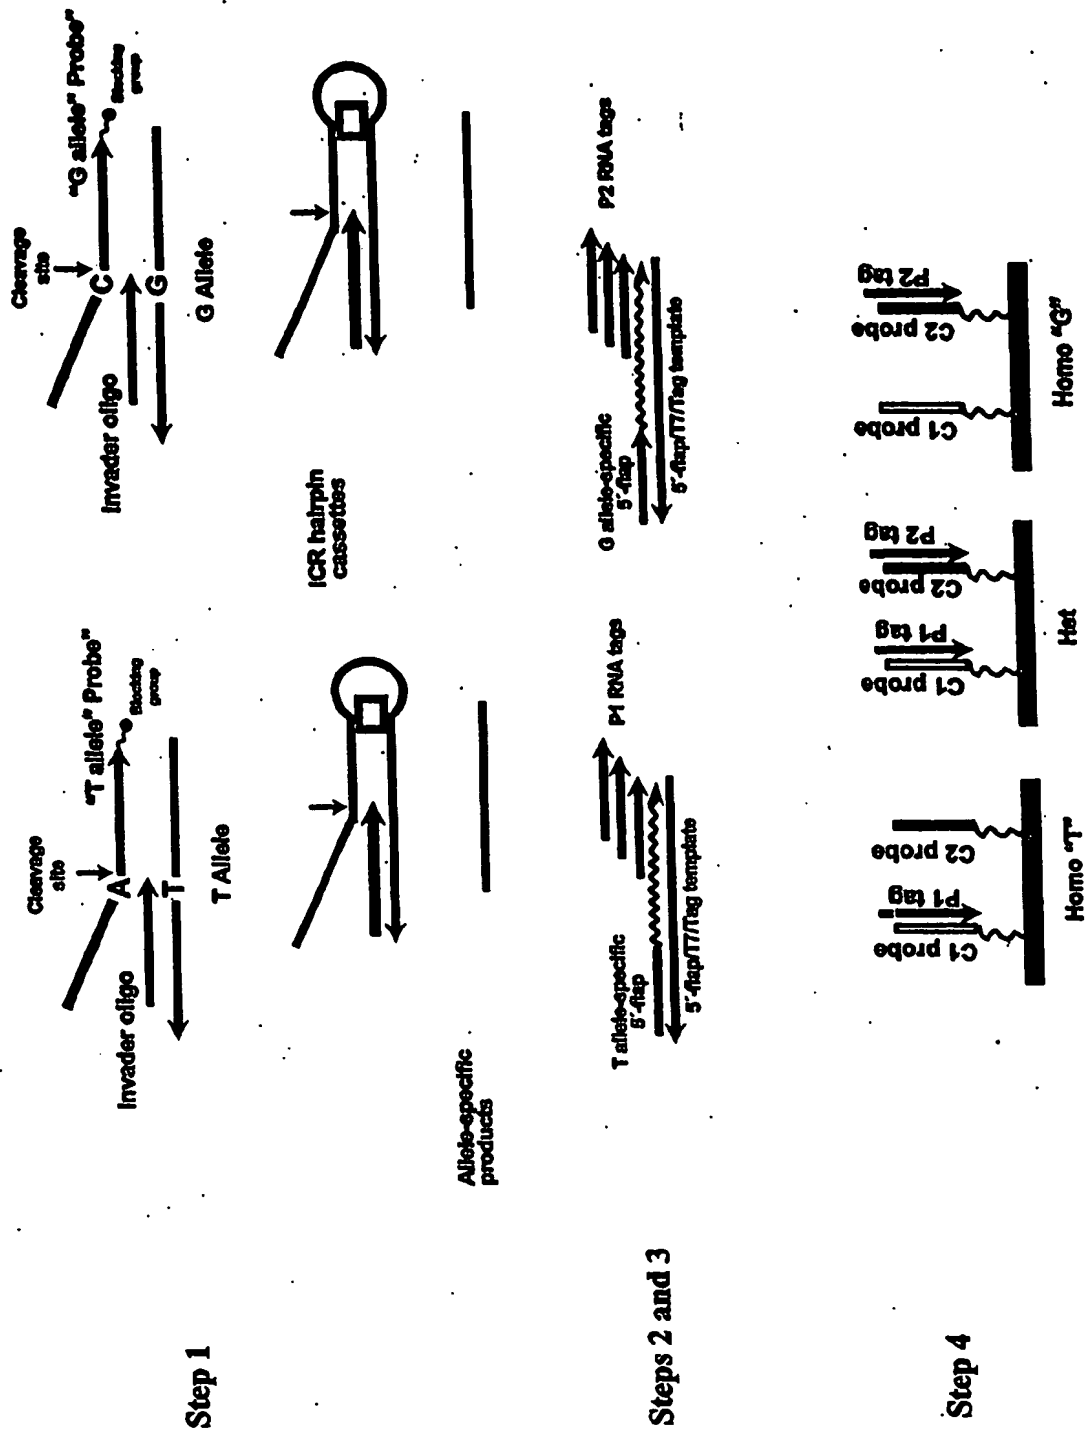 Step 1
Cleavage
site
"T allele" Probe"
Blocking
group
A
Invader oligo
T
T Allele
Cleavage
site
"G allele" Probe"
Blocking
group
C
Invader oligo
G
G Allele
ICR hairpin
cassettes
Allele-specific
products
Steps 2 and 3
T allele-specific
5'-flap
P1 RNA tags
5'-flap/T7/Tag template
G allele-specific
5'-flap
P2 RNA tags
5'-flap/T7/Tag template
Step 4
C1 probe
P1 tag
C2 probe
Homo "T"
C1 probe
P1 tag
C2 probe
P2 tag
Het
C1 probe
C2 probe
P2 tag
Homo "G"